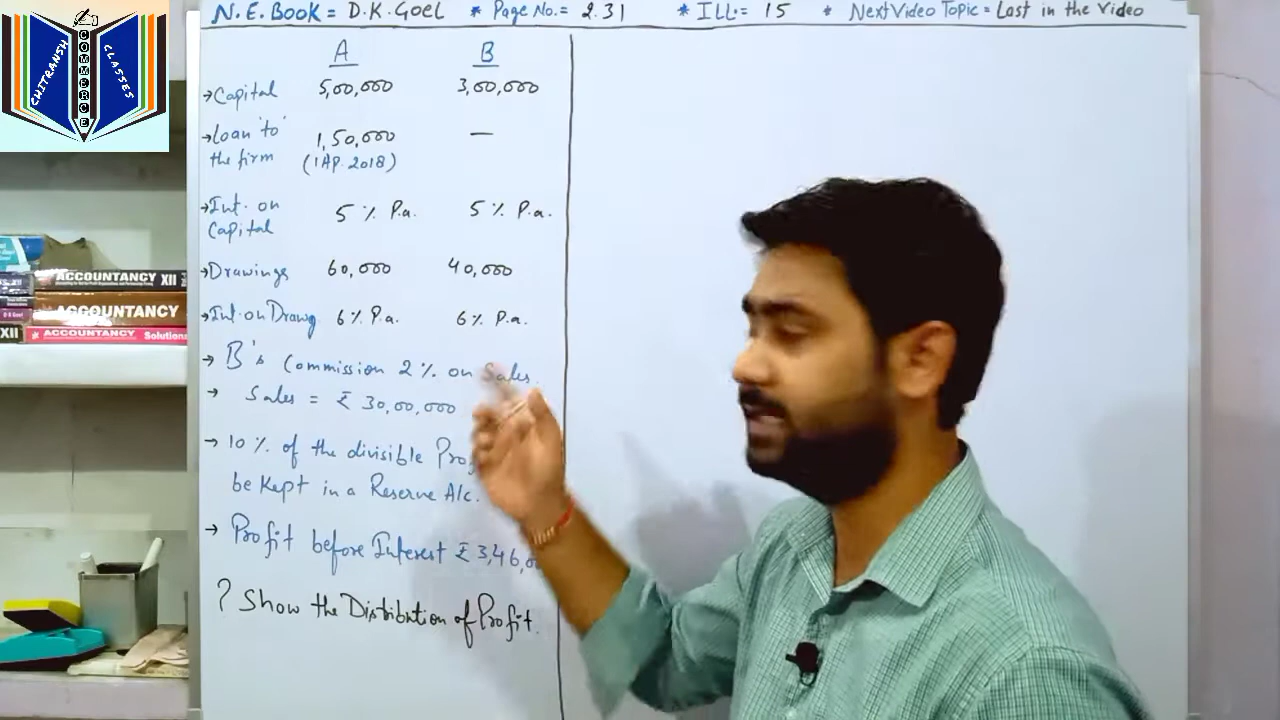 N.E. Book = D.K. Goel * Page No. = 2.31 * ILL = 15 * Next Video Topic = Last in the Video
CHITRANSH COMMERCE CLASSES
A B
→ Capital 5,00,000 3,00,000
→ Loan 'to' 1,50,000 —
the firm (1 AP. 2018)
→ Int. on 5 % P.a. 5 % P.a.
Capital
→ Drawings 60,000 40,000
→ Int. on Drawg 6 % P.a. 6 % P.a.
→ B's Commission 2 % on Sales.
→ Sales = ₹ 30,00,000
→ 10 % of the divisible
be Kept in a Reserve A/c.
→ Profit before Interest ₹ 3,46,
? Show the Distibution of Profit.
ACCOUNTANCY XII
ACCOUNTANCY
XII
ACCOUNTANCY Solutions